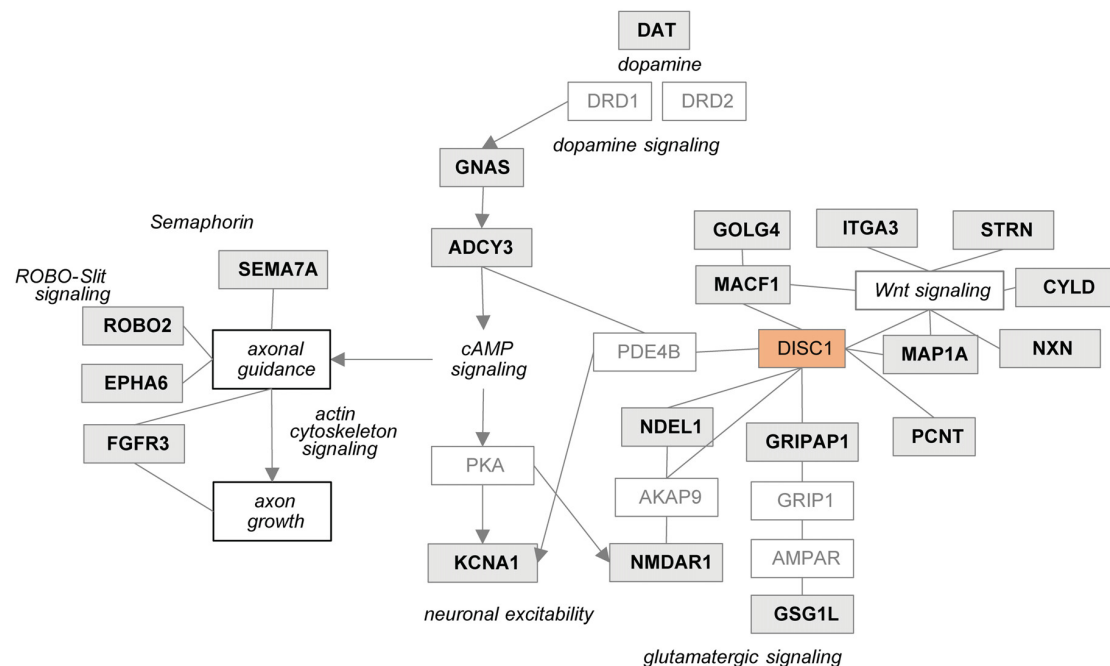 DAT
dopamine
DRD1
DRD2
dopamine signaling
GNAS
Semaphorin
GOLG4
ITGA3
STRN
ADCY3
SEMA7A
ROBO-Slit
signaling
MACF1
Wnt signaling
CYLD
ROBO2
axonal
guidance
cAMP
signaling
PDE4B
DISC1
MAP1A
NXN
EPHA6
actin
cytoskeleton
signaling
FGFR3
NDEL1
GRIPAP1
PCNT
PKA
AKAP9
GRIP1
axon
growth
KCNA1
NMDAR1
AMPAR
neuronal excitability
GSG1L
glutamatergic signaling